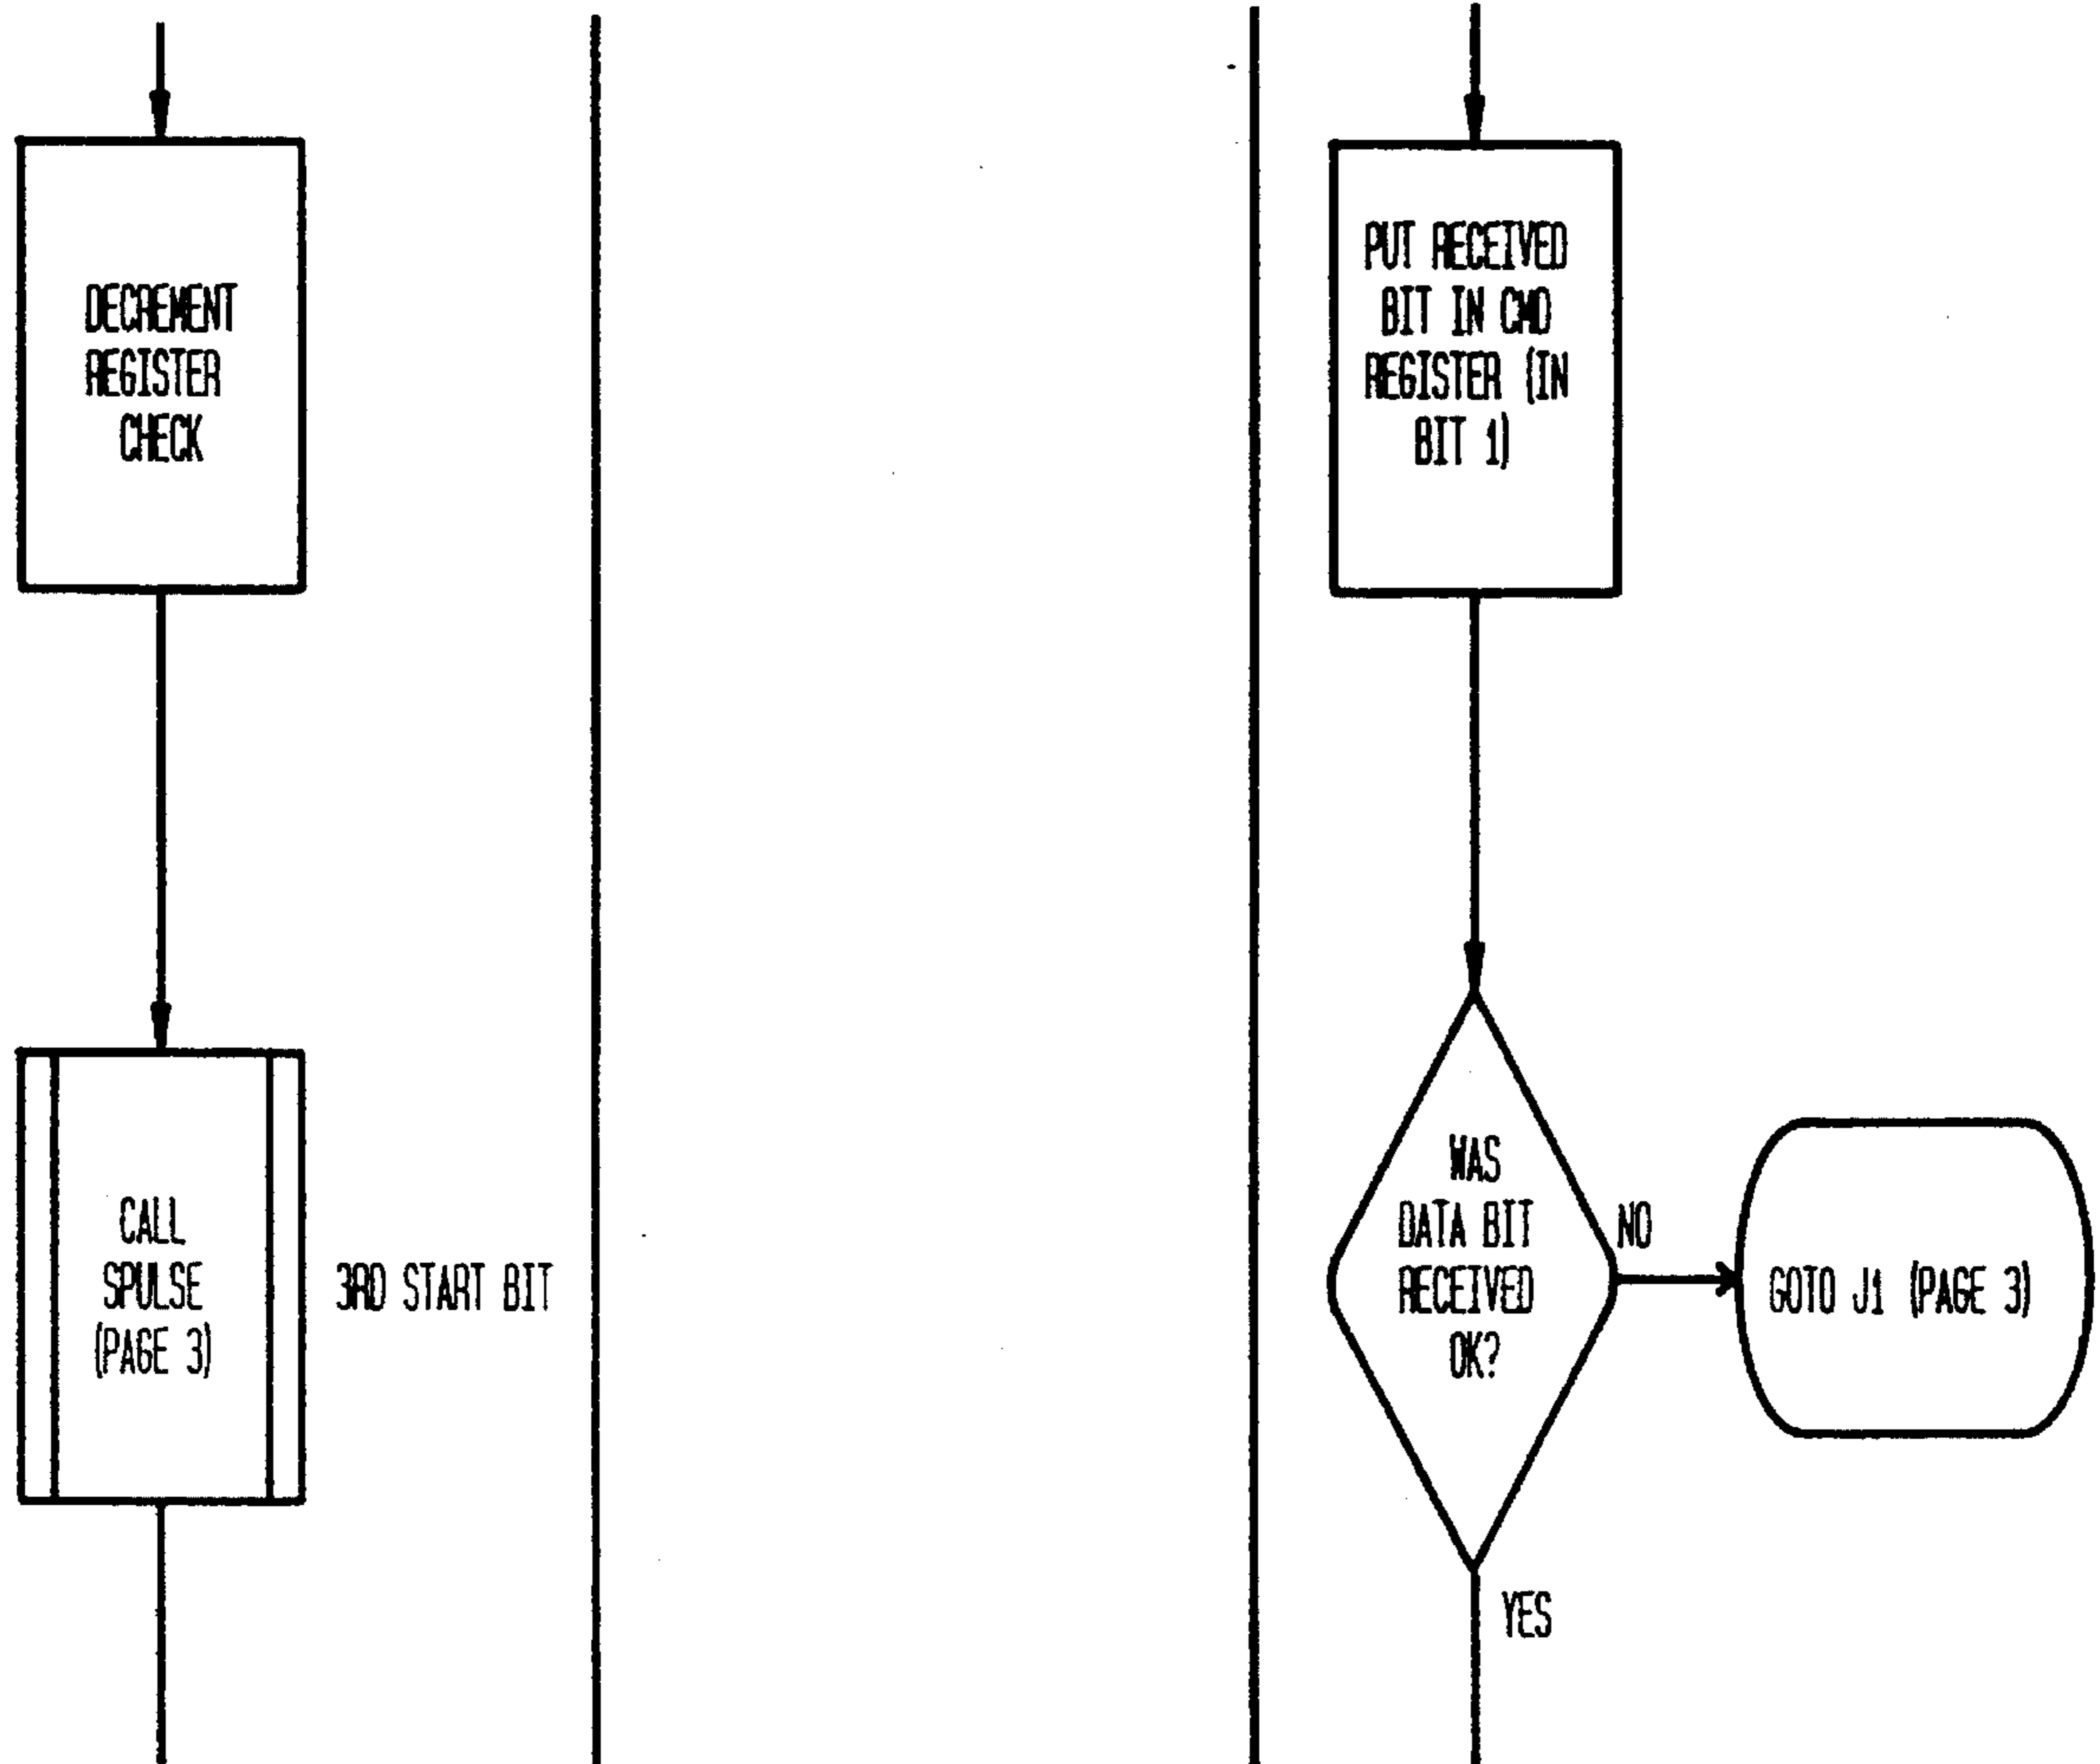 DECREMENT
REGISTER
CHECK
CALL
SPULSE
(PAGE 3)
3RD START BIT
PUT RECEIVED
BIT IN CMD
REGISTER (IN
BIT 1)
WAS
DATA BIT
RECEIVED
OK?
NO
GOTO J1 (PAGE 3)
YES